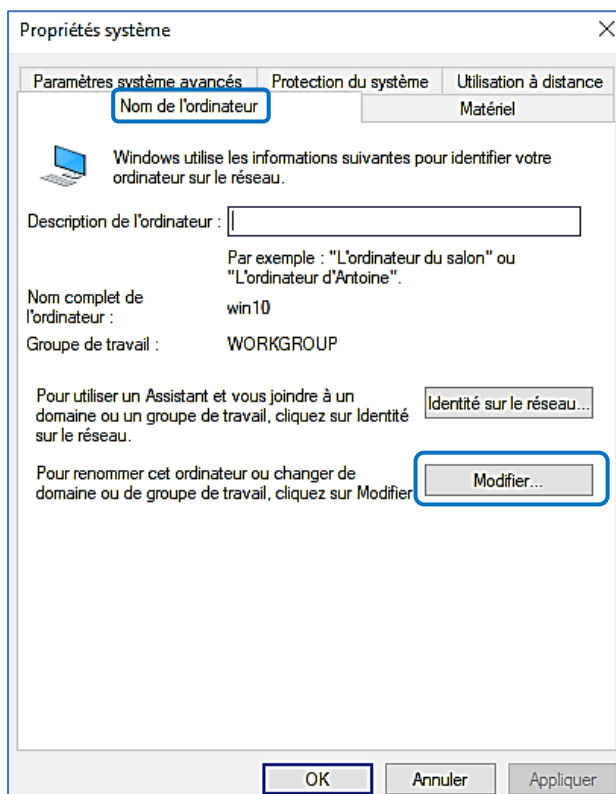 Propriétés système
Paramètres système avancés
Protection du système
Utilisation à distance
Nom de l'ordinateur
Matériel
Windows utilise les informations suivantes pour identifier votre
ordinateur sur le réseau.
Description de l'ordinateur :
Par exemple : "L'ordinateur du salon" ou
"L'ordinateur d'Antoine".
Nom complet de
l'ordinateur :
win10
Groupe de travail :
WORKGROUP
Pour utiliser un Assistant et vous joindre à un
domaine ou un groupe de travail, cliquez sur Identité
sur le réseau.
Identité sur le réseau...
Pour renommer cet ordinateur ou changer de
domaine ou de groupe de travail, cliquez sur Modifier
Modifier...
OK
Annuler
Appliquer